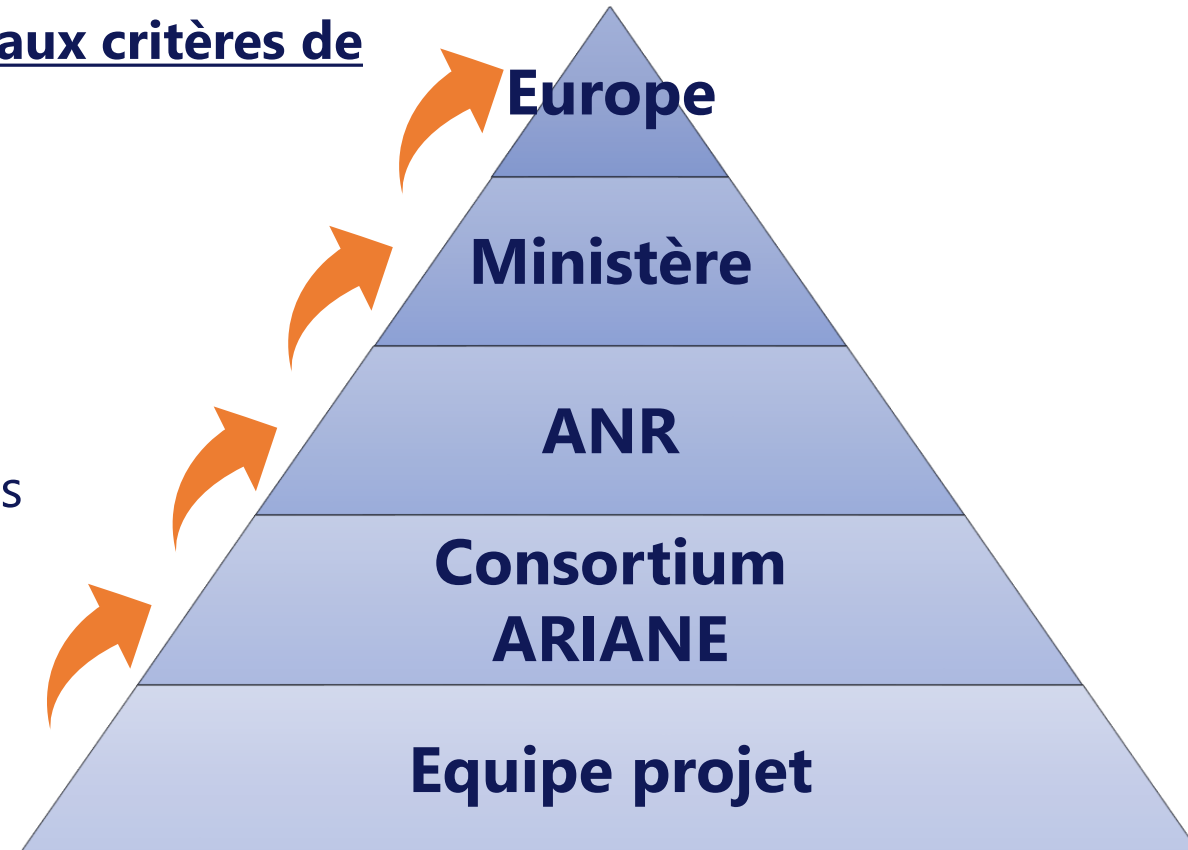 aux critères de
Europe
Ministère
ANR
s
Consortium
ARIANE
Equipe projet